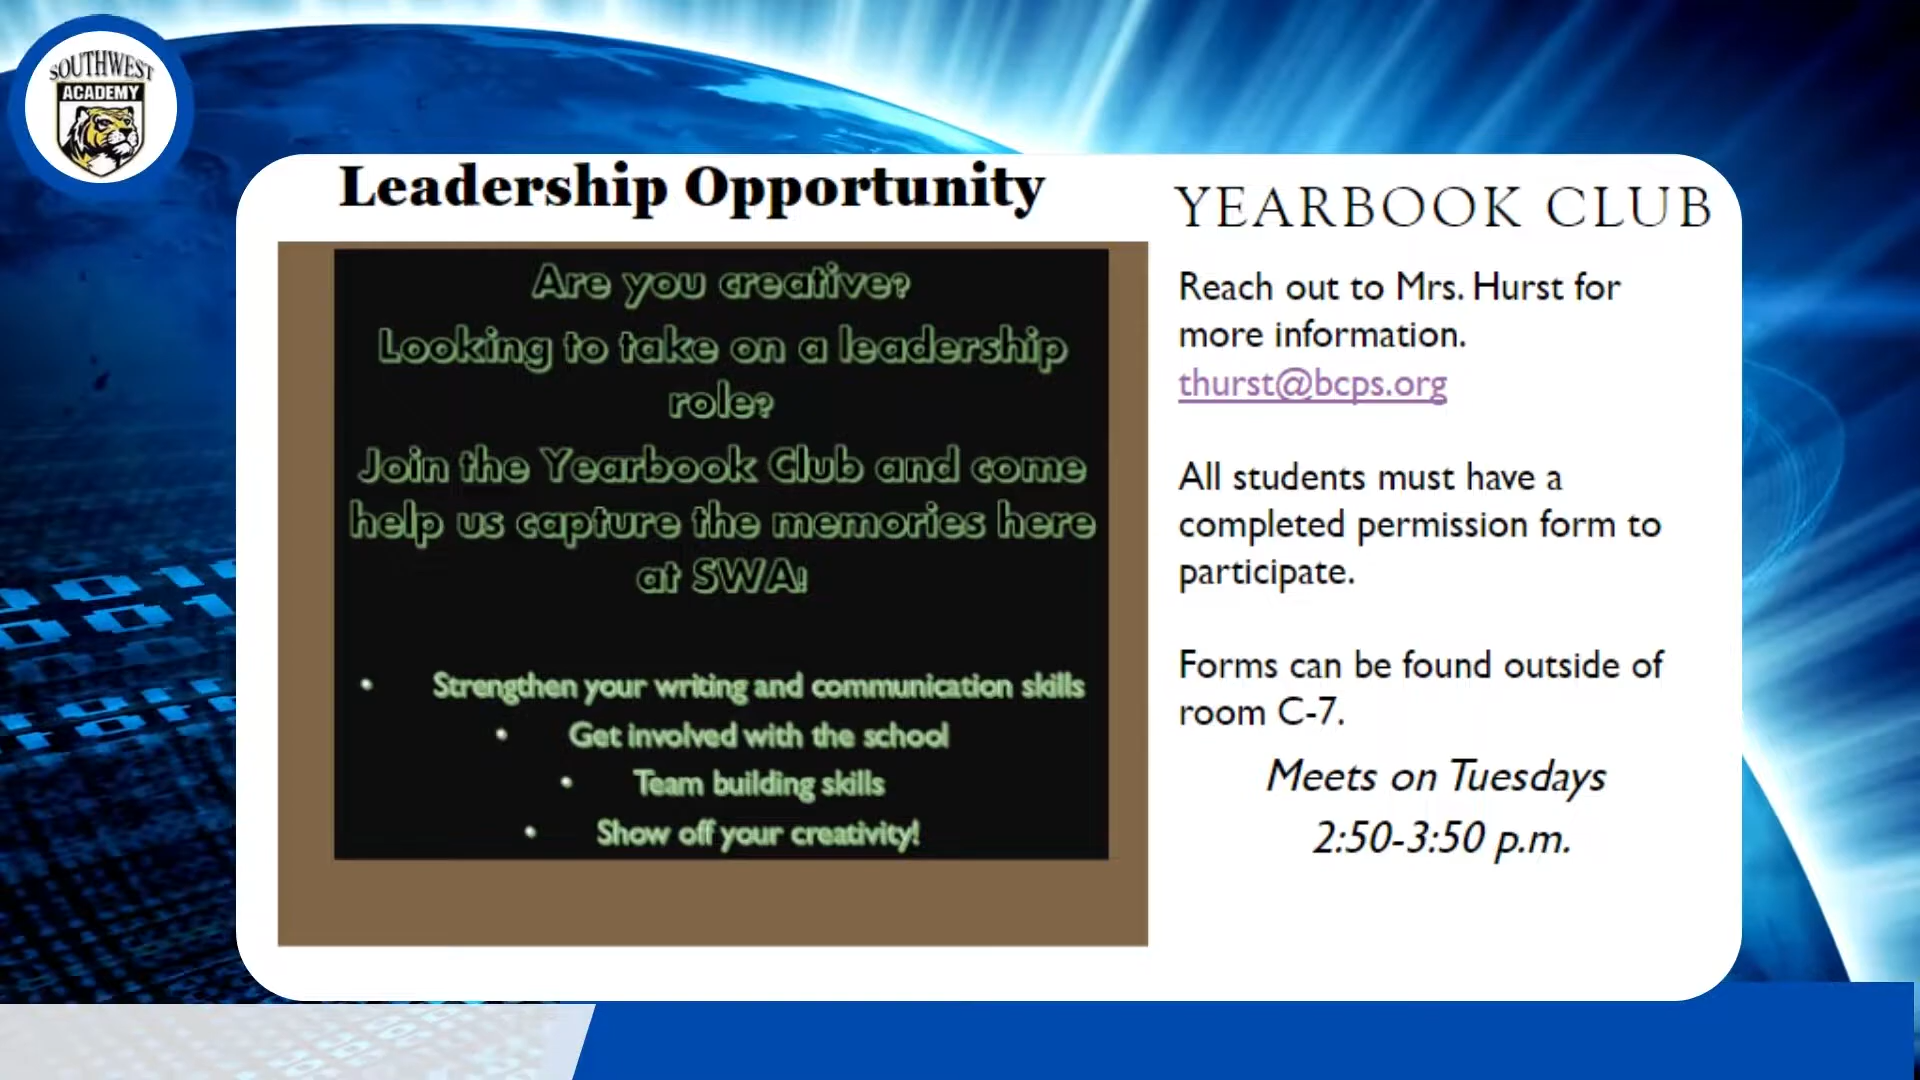 SOUTHWEST
ACADEMY
Leadership Opportunity
Are you creative?
Looking to take on a leadership
role?
Join the Yearbook Club and come
help us capture the memories here
at SWA!
• Strengthen your writing and communication skills
• Get involved with the school
• Team building skills
• Show off your creativity!
YEARBOOK CLUB
Reach out to Mrs. Hurst for
more information.
thurst@bcps.org
All students must have a
completed permission form to
participate.
Forms can be found outside of
room C-7.
Meets on Tuesdays
2:50-3:50 p.m.